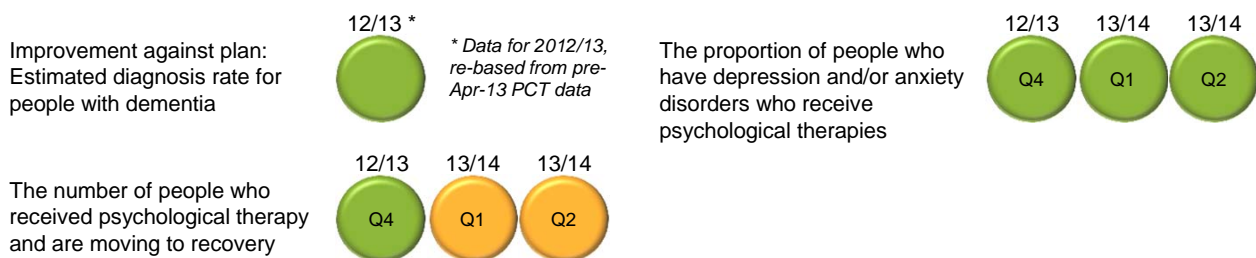 12/13 *
Improvement against plan:
Estimated diagnosis rate for
people with dementia
* Data for 2012/13,
re-based from pre-
Apr-13 PCT data
12/13 13/14 13/14
The proportion of people who
have depression and/or anxiety
disorders who receive
psychological therapies
Q4 Q1 Q2
12/13 13/14 13/14
The number of people who
received psychological therapy
and are moving to recovery
Q4 Q1 Q2